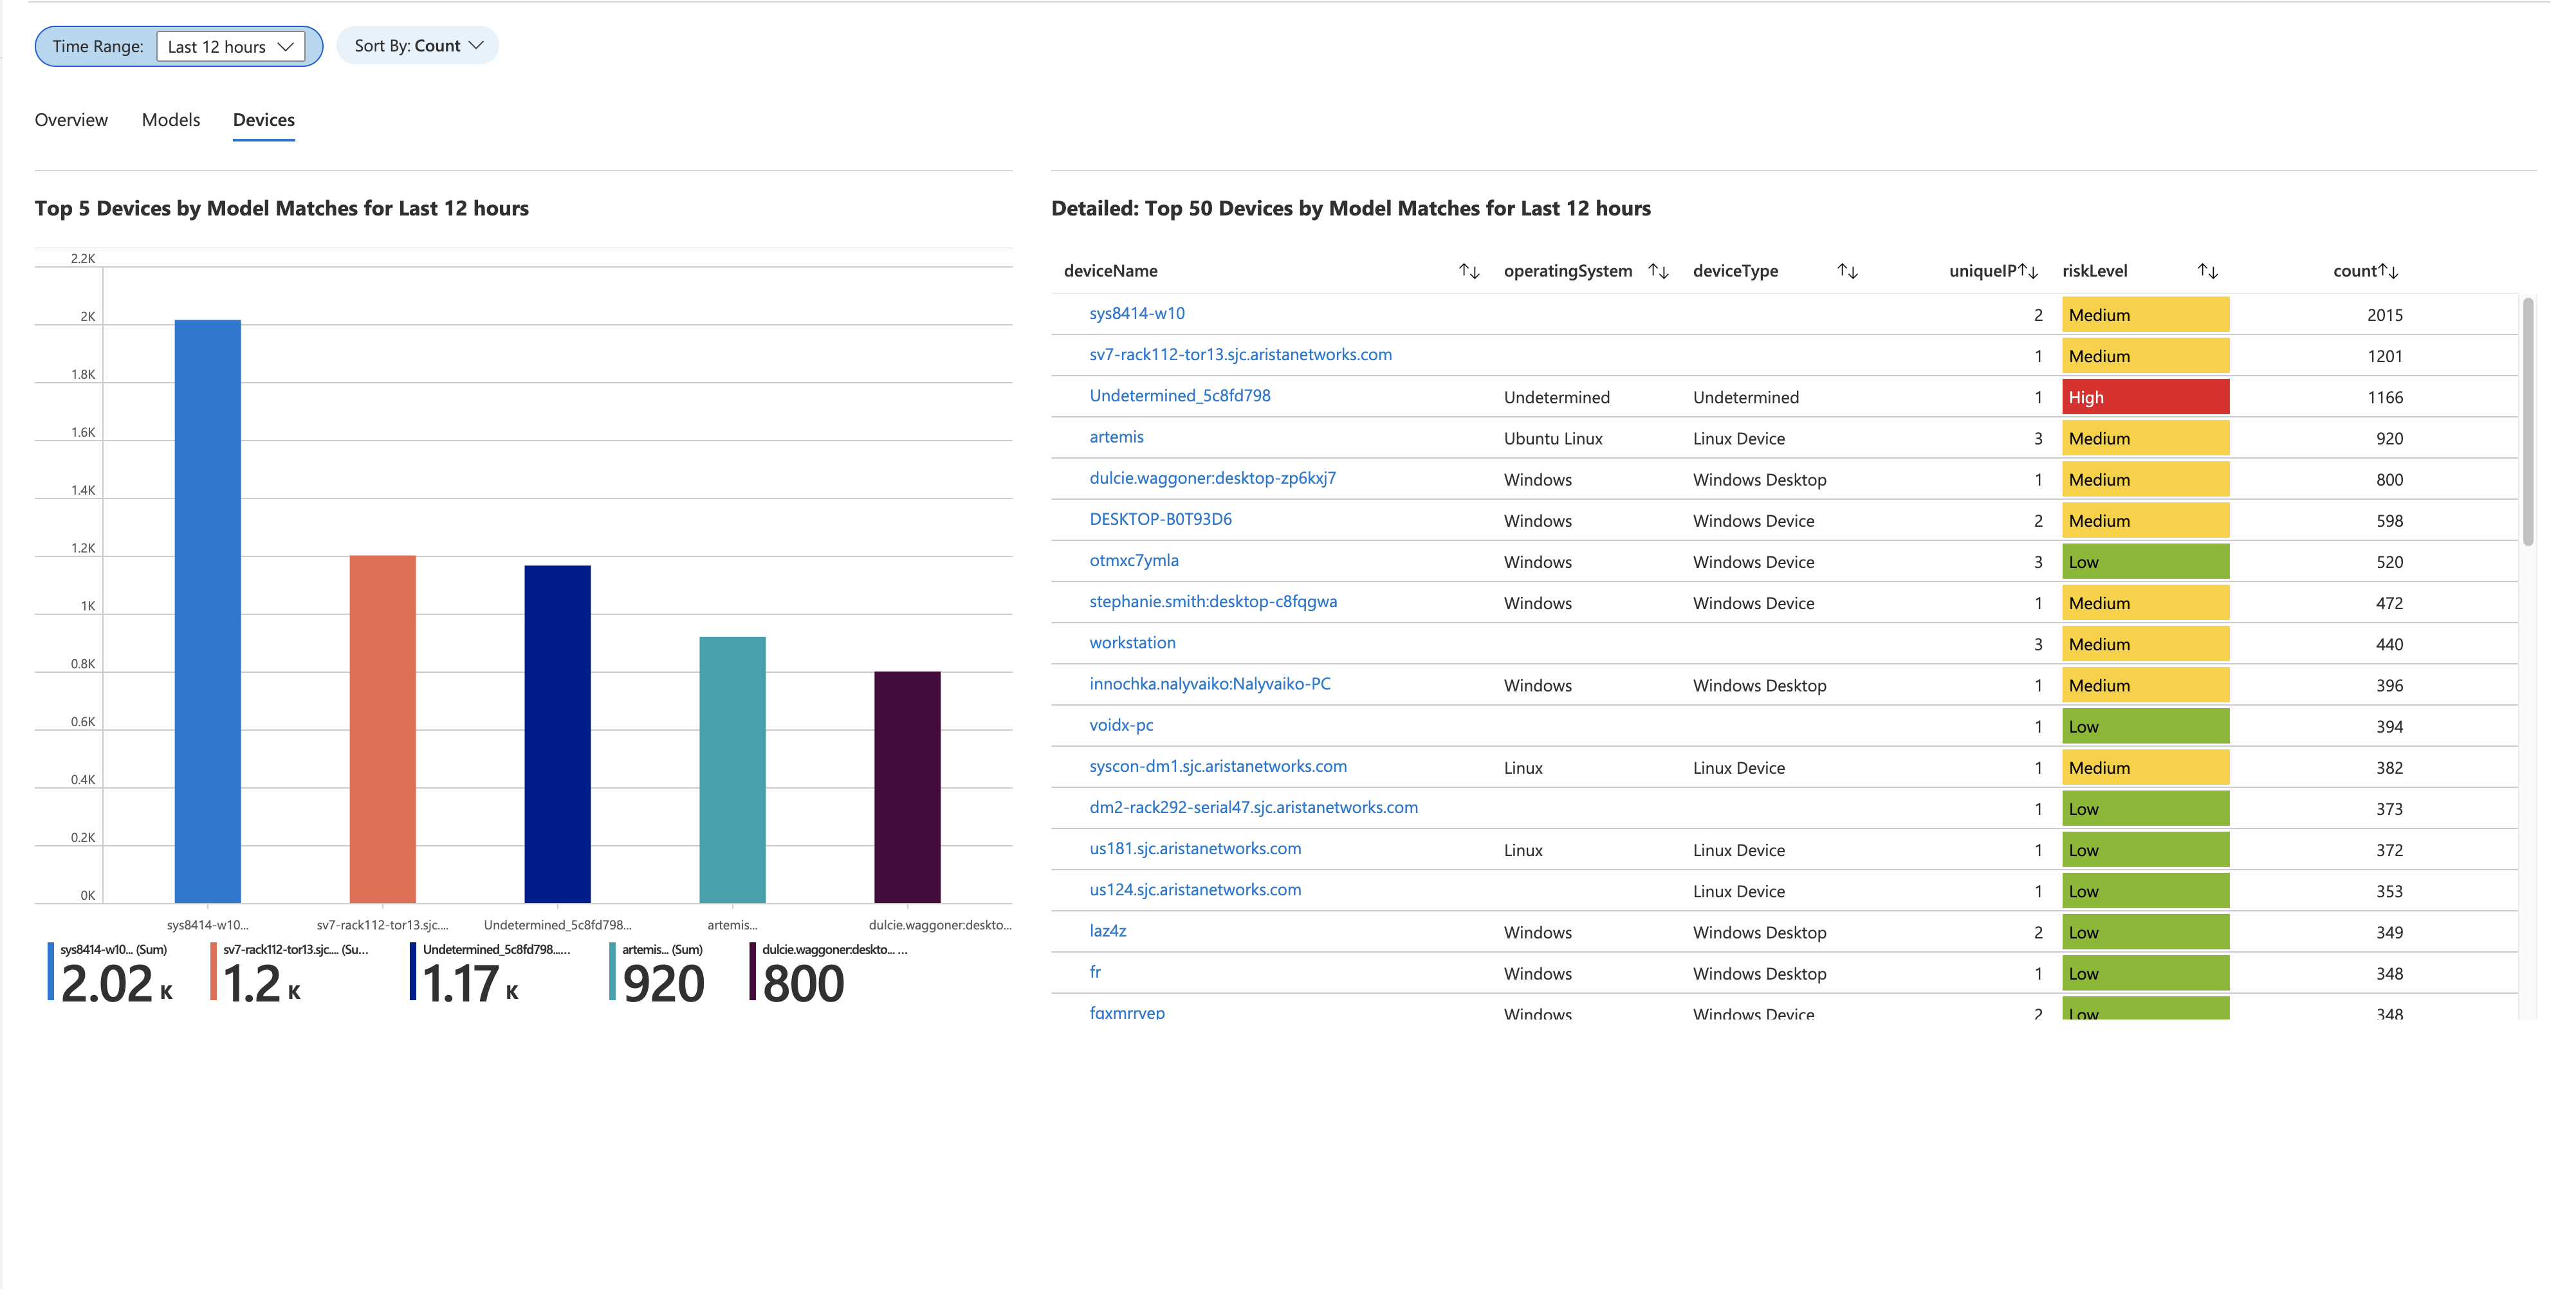 Time Range: Last 12 hours Sort By: Count
Overview Models Devices
Top 5 Devices by Model Matches for Last 12 hours
2.2K
2K
1.8K
1.6K
1.4K
1.2K
1K
0.8K
0.6K
0.4K
0.2K
0K
sys8414-w10... sv7-rack112-tor13.sjc.... Undetermined_5c8fd798... artemis... dulcie.waggoner:deskto...
sys8414-w10... (Sum) sv7-rack112-tor13.sjc.... (Su... Undetermined_5c8fd798...... artemis... (Sum) dulcie.waggoner:deskto... ...
2.02 K 1.2 K 1.17 K 920 800
Detailed: Top 50 Devices by Model Matches for Last 12 hours
deviceName operatingSystem deviceType uniqueIP riskLevel count
sys8414-w10 2 Medium 2015
sv7-rack112-tor13.sjc.aristanetworks.com 1 Medium 1201
Undetermined_5c8fd798 Undetermined Undetermined 1 High 1166
artemis Ubuntu Linux Linux Device 3 Medium 920
dulcie.waggoner:desktop-zp6kxj7 Windows Windows Desktop 1 Medium 800
DESKTOP-B0T93D6 Windows Windows Device 2 Medium 598
otmxc7ymla Windows Windows Device 3 Low 520
stephanie.smith:desktop-c8fqgwa Windows Windows Device 1 Medium 472
workstation 3 Medium 440
innochka.nalyvaiko:Nalyvaiko-PC Windows Windows Desktop 1 Medium 396
voidx-pc 1 Low 394
syscon-dm1.sjc.aristanetworks.com Linux Linux Device 1 Medium 382
dm2-rack292-serial47.sjc.aristanetworks.com 1 Low 373
us181.sjc.aristanetworks.com Linux Linux Device 1 Low 372
us124.sjc.aristanetworks.com Linux Device 1 Low 353
laz4z Windows Windows Desktop 2 Low 349
fr Windows Windows Desktop 1 Low 348
fqxmrrvep Windows Windows Device 2 Low 348